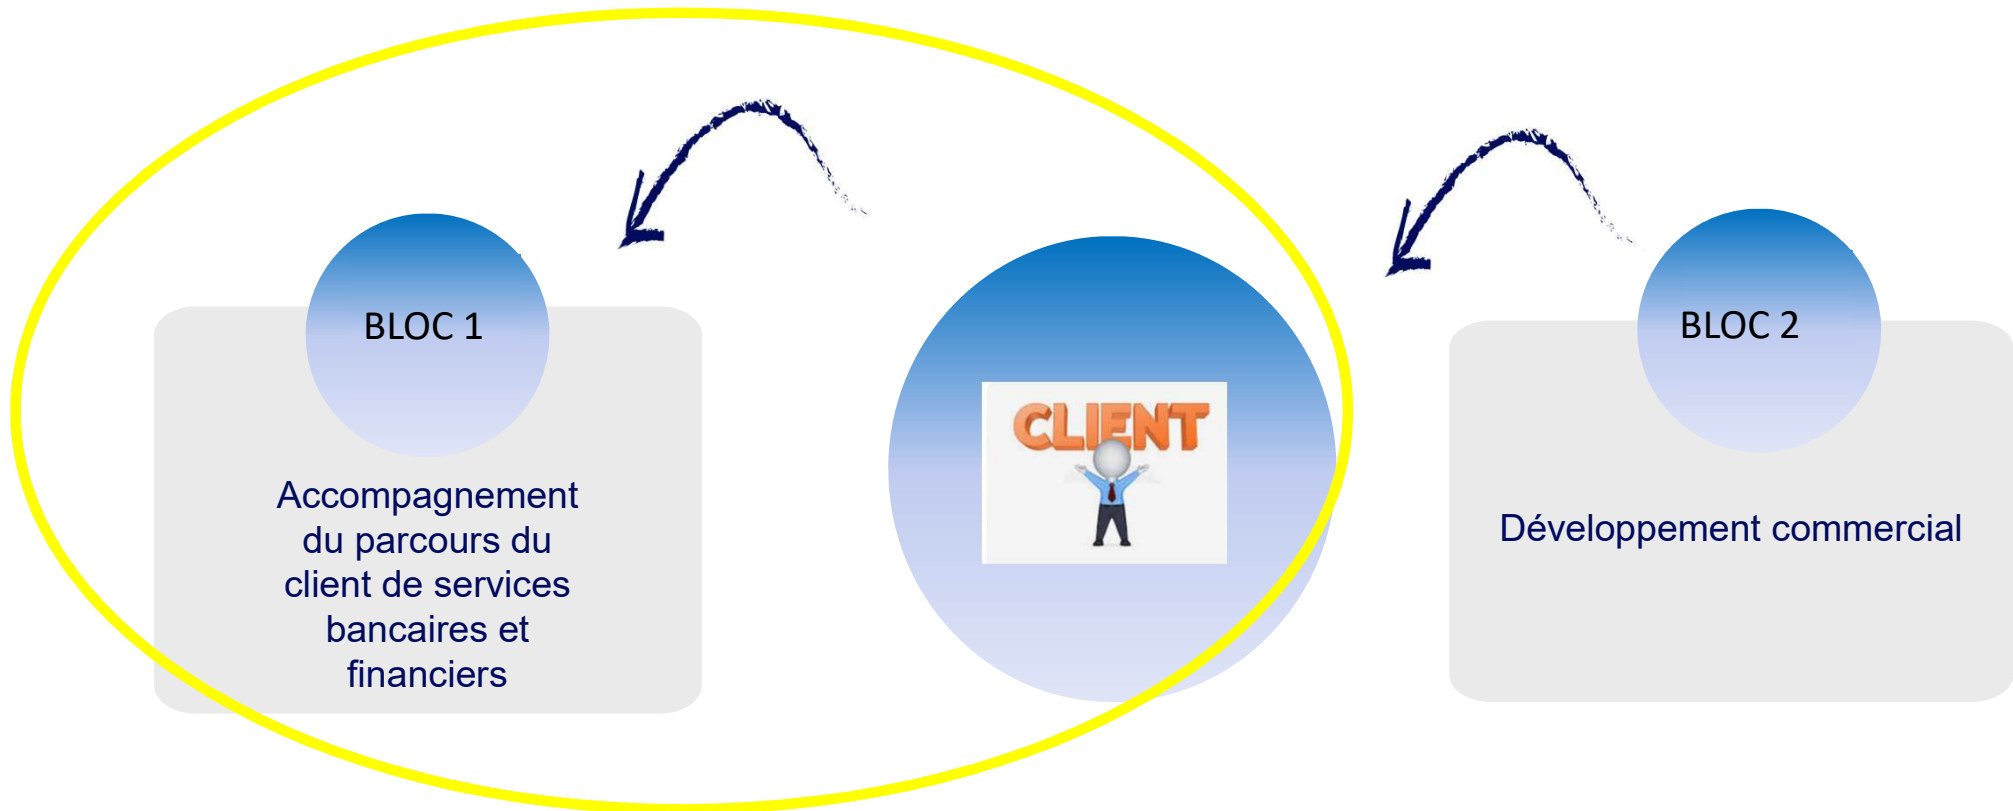 BLOC 1
Accompagnement
du parcours du
client de services
bancaires et
financiers
CLIENT
BLOC 2
Développement commercial